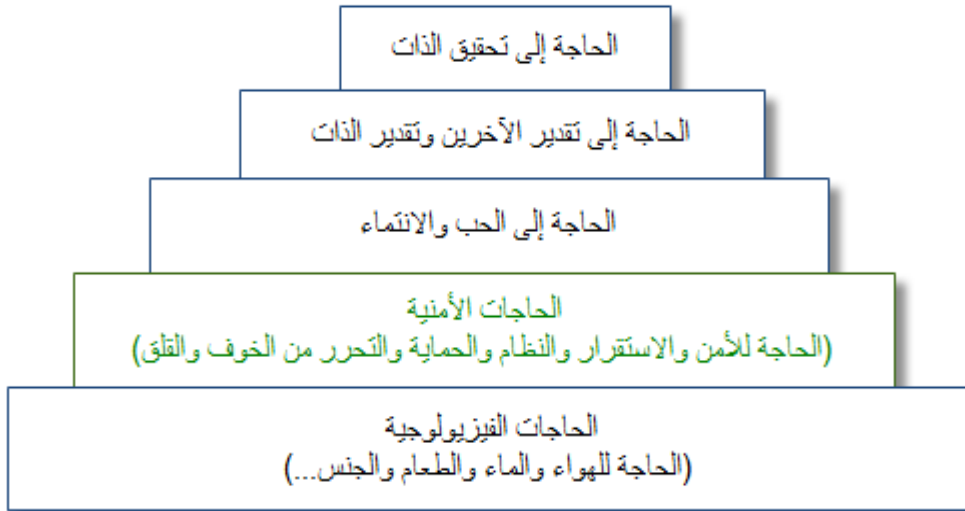 الحاجة إلى تحقيق الذات
الحاجة إلى تقدير الآخرين وتقدير الذات
الحاجة إلى الحب والانتماء
الحاجات الأمنية
(الحاجة للأمن والاستقرار والنظام والحماية والتحرر من الخوف والقلق)
الحاجات الفيزيولوجية
(الحاجة للهواء والماء والطعام والجنس...)